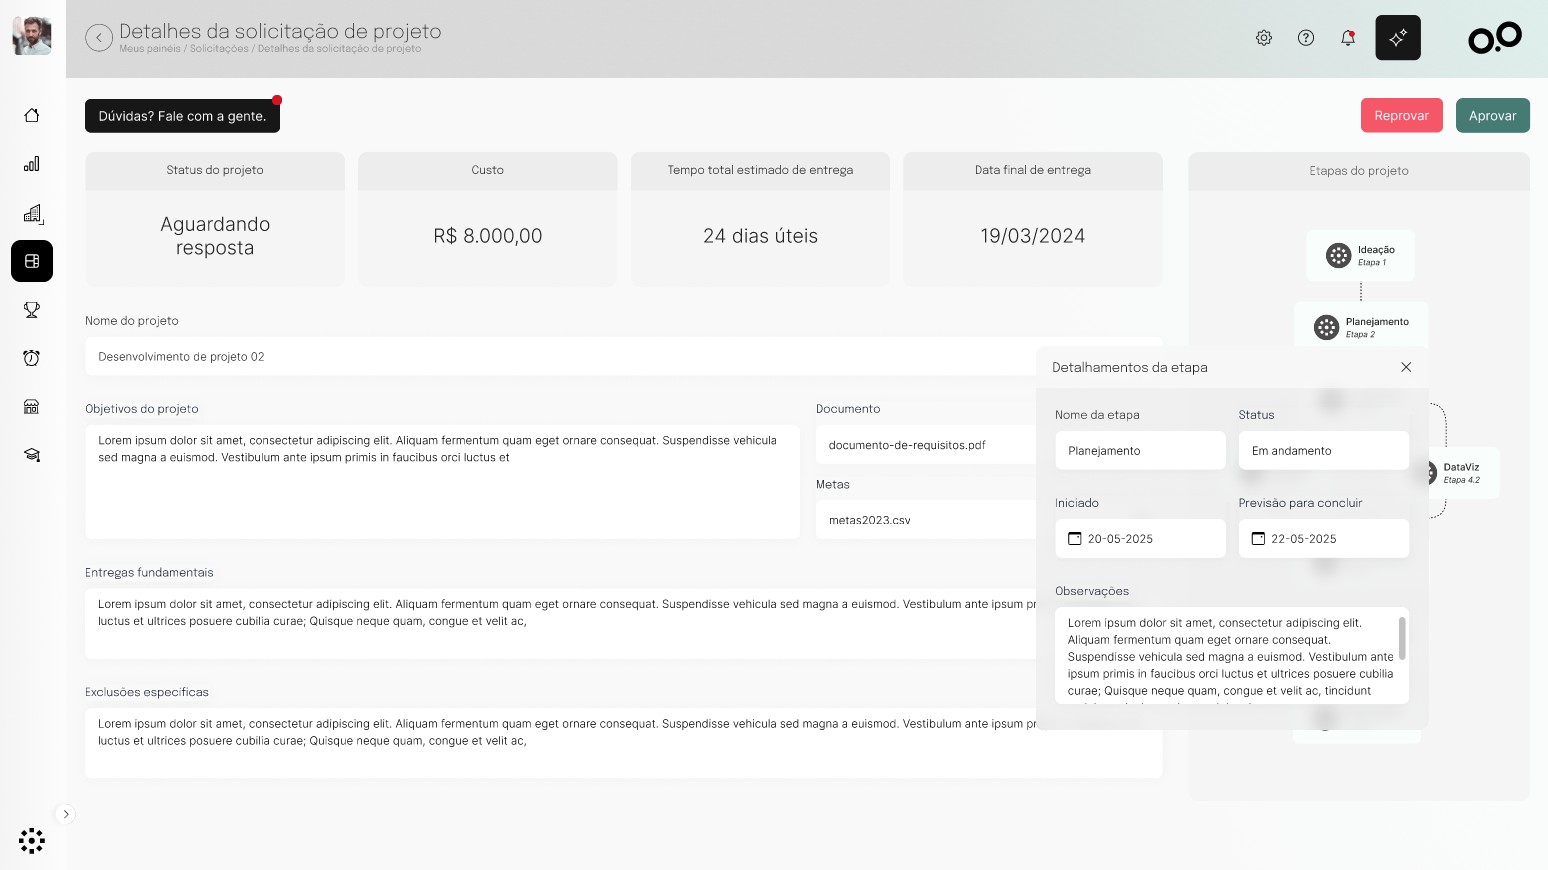 Detalhes da solicitação de projeto
Meus painéis / Solicitações / Detalhes da solicitação de projeto
Dúvidas? Fale com a gente.
Reprovar
Aprovar
Status do projeto
Aguardando
resposta
Custo
R$ 8.000,00
Tempo total estimado de entrega
24 dias úteis
Data final de entrega
19/03/2024
Etapas do projeto
Ideação
Etapa 1
Planejamento
Etapa 2
DataViz
Etapa 4.2
Nome do projeto
Desenvolvimento de projeto 02
Objetivos do projeto
Lorem ipsum dolor sit amet, consectetur adipiscing elit. Aliquam fermentum quam eget ornare consequat. Suspendisse vehicula
sed magna a euismod. Vestibulum ante ipsum primis in faucibus orci luctus et
Documento
documento-de-requisitos.pdf
Metas
metas2023.csv
Entregas fundamentais
Lorem ipsum dolor sit amet, consectetur adipiscing elit. Aliquam fermentum quam eget ornare consequat. Suspendisse vehicula sed magna a euismod. Vestibulum ante ipsum
luctus et ultrices posuere cubilia curae; Quisque neque quam, congue et velit ac,
Exclusões específicas
Lorem ipsum dolor sit amet, consectetur adipiscing elit. Aliquam fermentum quam eget ornare consequat. Suspendisse vehicula sed magna a euismod. Vestibulum ante ipsum
luctus et ultrices posuere cubilia curae; Quisque neque quam, congue et velit ac,
Detalhamentos da etapa
Nome da etapa
Planejamento
Status
Em andamento
Iniciado
20-05-2025
Previsão para concluir
22-05-2025
Observações
Lorem ipsum dolor sit amet, consectetur adipiscing elit.
Aliquam fermentum quam eget ornare consequat.
Suspendisse vehicula sed magna a euismod. Vestibulum ante
ipsum primis in faucibus orci luctus et ultrices posuere cubilia
curae; Quisque neque quam, congue et velit ac, tincidunt